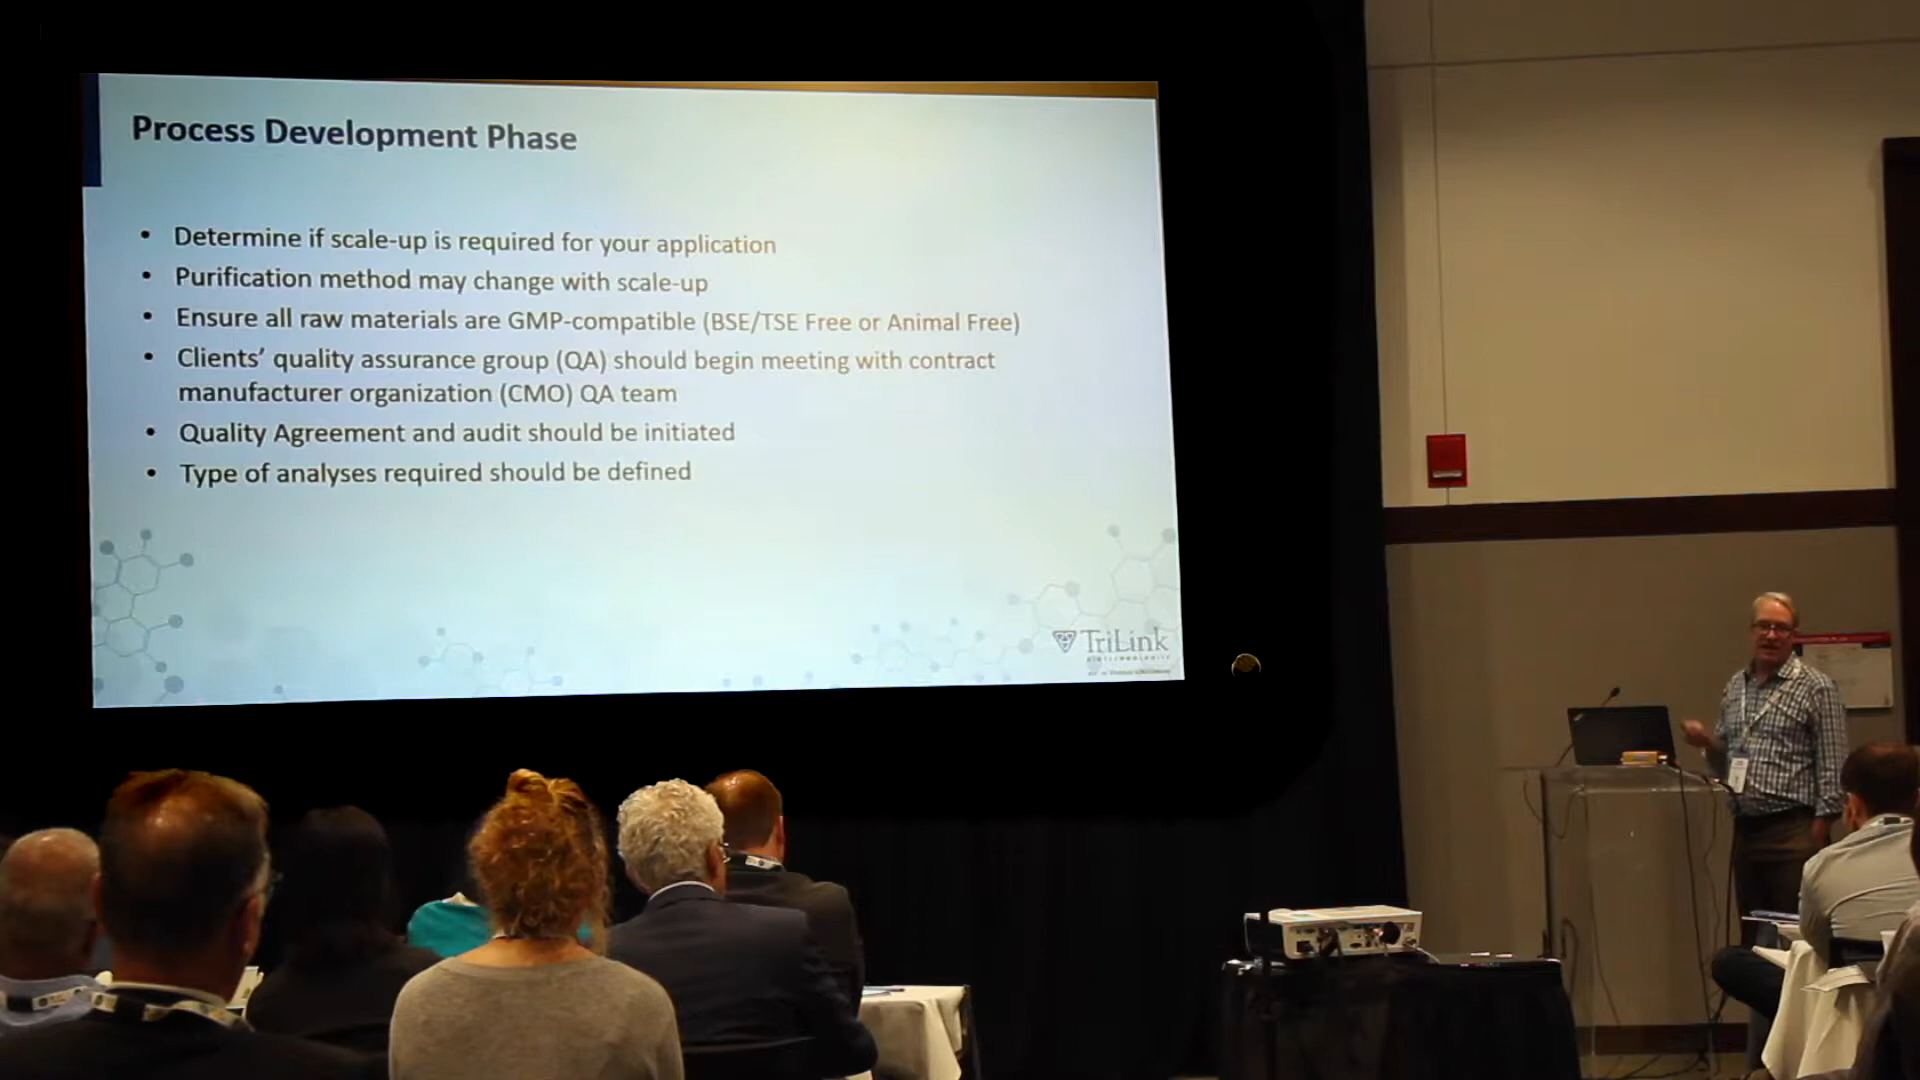 Process Development Phase
• Determine if scale-up is required for your application
• Purification method may change with scale-up
• Ensure all raw materials are GMP-compatible (BSE/TSE Free or Animal Free)
• Clients’ quality assurance group (QA) should begin meeting with contract
manufacturer organization (CMO) QA team
• Quality Agreement and audit should be initiated
• Type of analyses required should be defined
TriLink
BIOTECHNOLOGIES